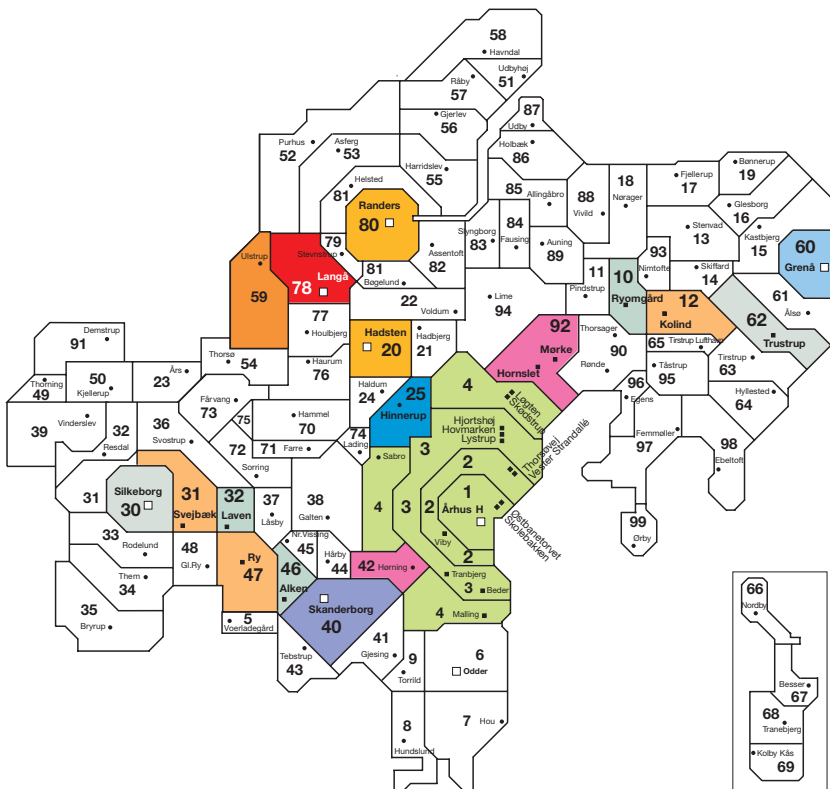 58
Havndal
Udbyhøj
51
Råby
57
Gjerlev
56
87
Udby
Holbæk
86
Purhus
52
Asferg
53
Harridslev
55
Helsted
81
Randers
80
85
Allingåbro
88
Vivild
18
Nørager
Fjellerup
17
Bønnerup
19
Glesborg
16
Stenvad
13
Kastbjerg
15
60
Grenå
Slyngborg
83
84
Fausing
Auning
89
93
Nimtofte
Skiffard
14
61
Ålsø
Ulstrup
59
79
Stevnstrup
Langå
78
81
Bøgelund
Assentoft
82
22
Voldum
Lime
94
11
Pindstrup
10
Ryomgård
12
Kolind
62
Trustrup
65
Tirstrup Lufthavn
Tirstrup
63
Tåstrup
95
Hyllested
64
77
Houlbjerg
Hadsten
20
Hadbjerg
21
92
Mørke
Hornslet
Thorsager
90
Rønde
96
Egens
Femmøller
97
98
Ebeltoft
99
Ørby
Demstrup
91
Thorning
49
50
Kjellerup
Års
23
Thorsø
54
Haurum
76
Haldum
24
25
Hinnerup
4
Løgten
Skødstrup
39
Vinderslev
32
Resdal
36
Svostrup
Fårvang
73
75
72
Sorring
Hammel
70
71
Farre
74
Lading
Sabro
3
Hjortshøj
Hovmarken
Lystrup
Thorsøvej
Vester Strandallé
2
1
Århus H
Østbanetorvet
Skolebakken
2
3
4
Viby
2
Tranbjerg
3
Beder
4
Malling
31
Silkeborg
30
31
Svejbæk
32
Laven
37
Låsby
38
Galten
33
Rodelund
Them
34
35
Bryrup
48
Gl.Ry
Ry
47
5
Voerladegård
46
Alken
Nr.Vissing
45
Hårby
44
42
Hørning
Skanderborg
40
Tebstrup
43
41
Gjesing
9
Torrild
6
Odder
7
Hou
8
Hundslund
66
Nordby
Besser
67
68
Tranebjerg
Kolby Kås
69